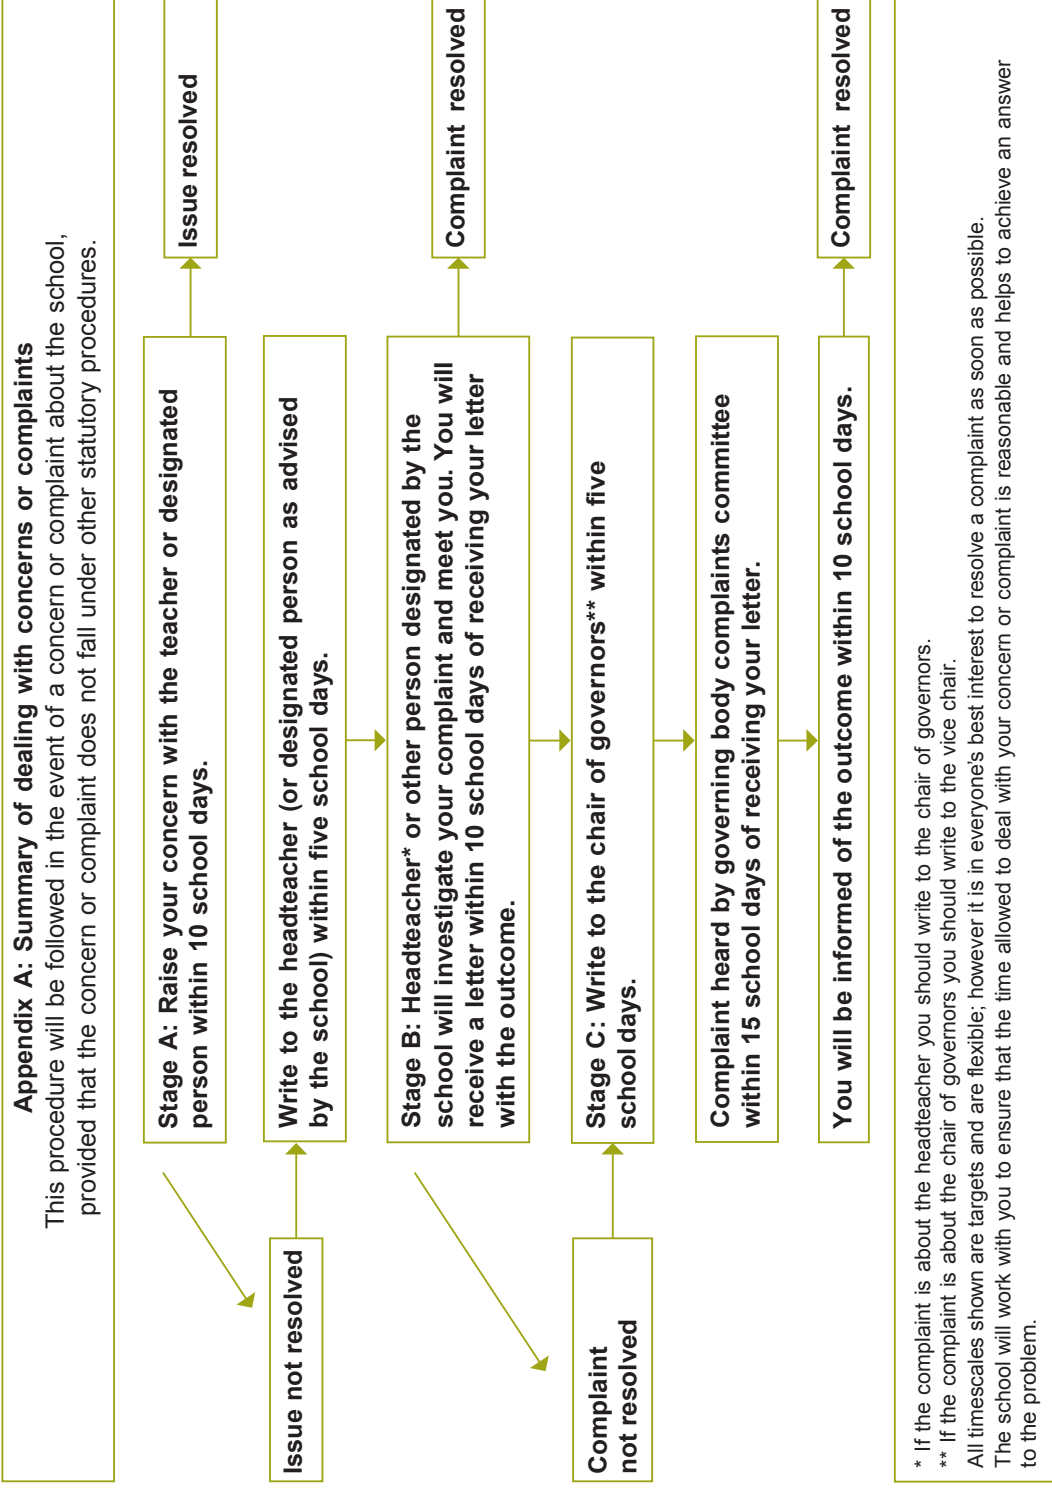 Appendix A: Summary of dealing with concerns or complaints
This procedure will be followed in the event of a concern or complaint about the school,
provided that the concern or complaint does not fall under other statutory procedures.
Stage A: Raise your concern with the teacher or designated
person within 10 school days.
Issue resolved
Issue not resolved
Write to the headteacher (or designated person as advised
by the school) within five school days.
Stage B: Headteacher* or other person designated by the
school will investigate your complaint and meet you. You will
receive a letter within 10 school days of receiving your letter
with the outcome.
Complaint resolved
Complaint
not resolved
Stage C: Write to the chair of governors** within five
school days.
Complaint heard by governing body complaints committee
within 15 school days of receiving your letter.
You will be informed of the outcome within 10 school days.
Complaint resolved
* If the complaint is about the headteacher you should write to the chair of governors.
** If the complaint is about the chair of governors you should write to the vice chair.
All timescales shown are targets and are flexible; however it is in everyone's best interest to resolve a complaint as soon as possible.
The school will work with you to ensure that the time allowed to deal with your concern or complaint is reasonable and helps to achieve an answer
to the problem.